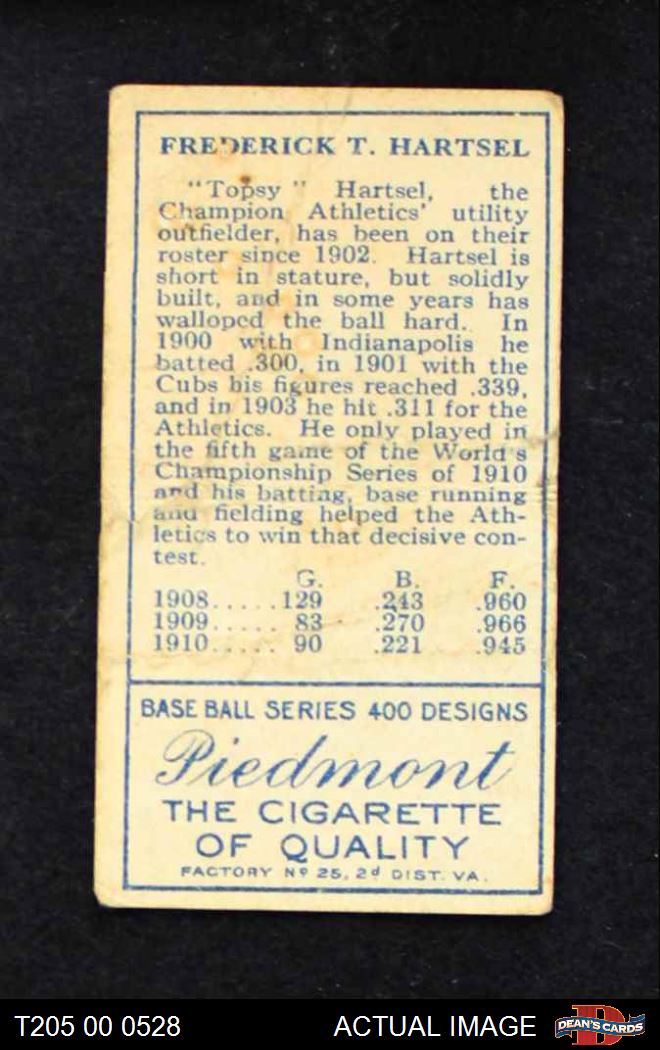 FREDERICK T. HARTSEL
"Topsy" Hartsel, the
Champion Athletics' utility
outfielder, has been on their
roster since 1902. Hartsel is
short in stature, but solidly
built, and in some years has
walloped the ball hard. In
1900 with Indianapolis he
batted .300, in 1901 with the
Cubs his figures reached .339,
and in 1903 he hit .311 for the
Athletics. He only played in
the fifth game of the World's
Championship Series of 1910
and his batting, base running
and fielding helped the Ath-
letics to win that decisive con-
test.
G. B. F.
1908.....129 .243 .960
1909..... 83 .270 .966
1910..... 90 .221 .945
BASE BALL SERIES 400 DESIGNS
Piedmont
THE CIGARETTE
OF QUALITY
FACTORY Nº 25, 2d DIST. VA.
T205 00 0528 ACTUAL IMAGE DEAN'S CARDS